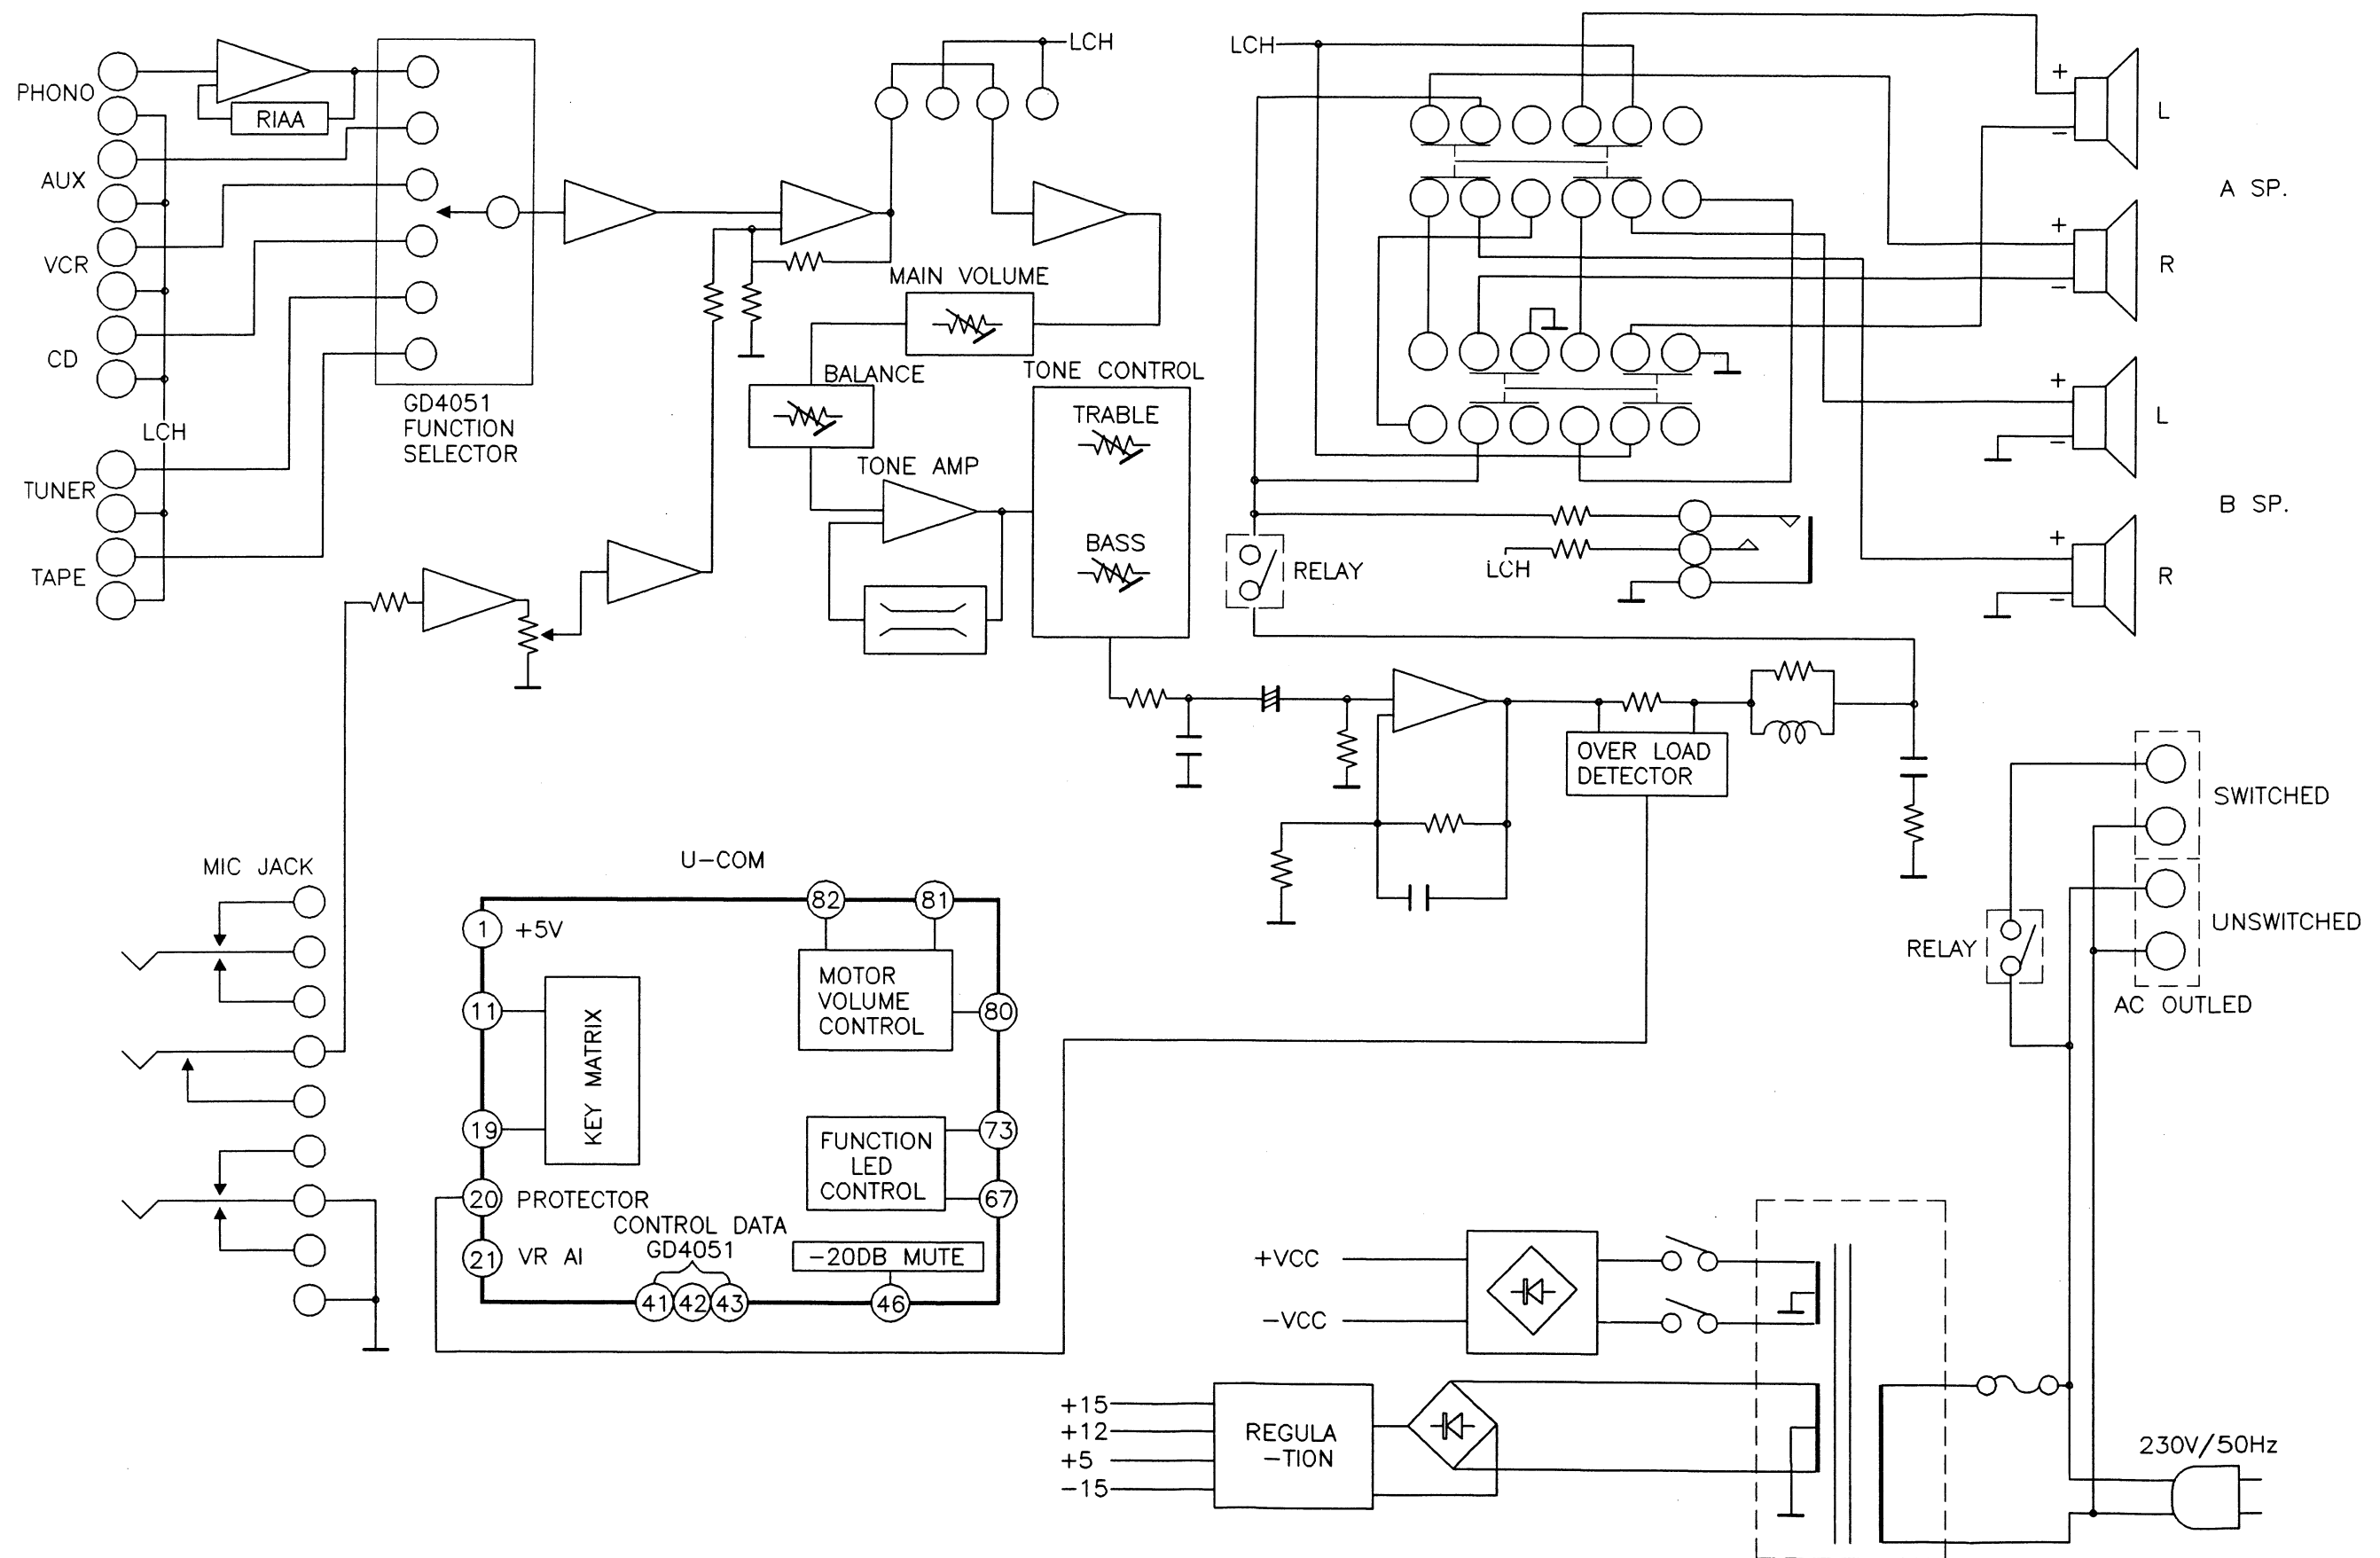 PHONO
RIAA
AUX
VCR
CD
LCH
TUNER
TAPE
GD4051
FUNCTION
SELECTOR
LCH
MAIN VOLUME
BALANCE
TONE CONTROL
TRABLE
BASS
TONE AMP
LCH
+
-
L
A SP.
+
-
R
+
-
L
B SP.
+
-
R
RELAY
LCH
OVER LOAD
DETECTOR
SWITCHED
UNSWITCHED
RELAY
AC OUTLED
MIC JACK
U-COM
82
81
1
+5V
MOTOR
VOLUME
CONTROL
11
80
KEY MATRIX
19
73
FUNCTION
LED
CONTROL
20
PROTECTOR
67
CONTROL DATA
GD4051
21
VR AI
-20DB MUTE
41
42
43
46
+VCC
-VCC
+15
+12
+5
-15
REGULA
-TION
230V/50Hz